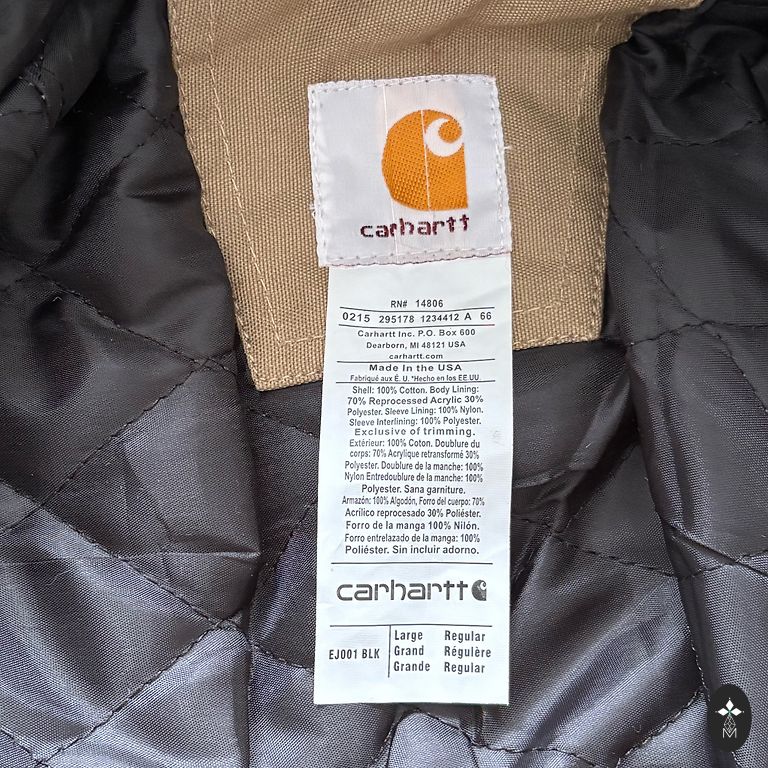 carhartt
RN# 14806
0215 295178 1234412 A 66
Carhartt Inc. P.O. Box 600
Dearborn, MI 48121 USA
carhartt.com
Made in the USA
Fabriqué aux É. U. *Hecho en los EE UU.
Shell: 100% Cotton. Body Lining:
70% Reprocessed Acrylic 30%
Polyester. Sleeve Lining: 100% Nylon.
Sleeve Interlining: 100% Polyester.
Exclusive of trimming.
Extérieur: 100% Coton. Doublure du
corps: 70% Acrylique retransformé 30%
Polyester. Doublure de la manche: 100%
Nylon Entredoublure de la manche: 100%
Polyester. Sana garniture.
Armazón: 100% Algodón, Forro del cuerpo: 70%
Acrílico reprocesado 30% Poliéster.
Forro de la manga 100% Nilón.
Forro entrelazado de la manga: 100%
Poliéster. Sin incluir adorno.
carhartt
EJ001 BLK
Large Regular
Grand Régulère
Grande Regular